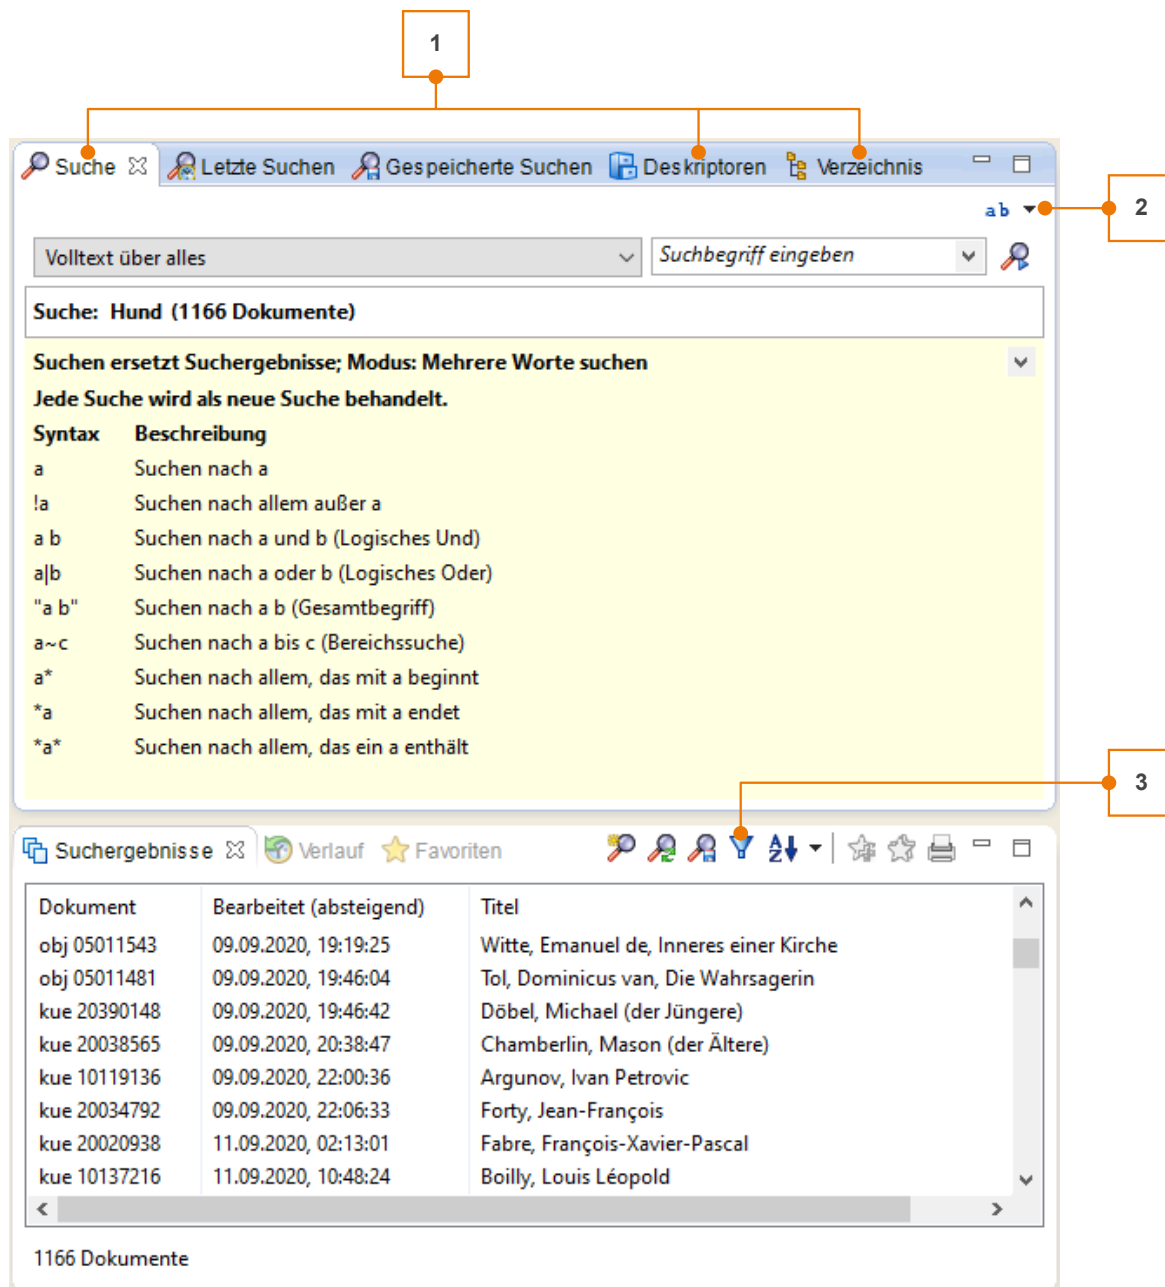 1
Suche Letzte Suchen Gespeicherte Suchen Deskriptoren Verzeichnis
ab 2
Volltext über alles Suchbegriff eingeben
Suche: Hund (1166 Dokumente)
Suchen ersetzt Suchergebnisse; Modus: Mehrere Worte suchen
Jede Suche wird als neue Suche behandelt.
Syntax Beschreibung
a Suchen nach a
!a Suchen nach allem außer a
a b Suchen nach a und b (Logisches Und)
a|b Suchen nach a oder b (Logisches Oder)
"a b" Suchen nach a b (Gesamtbegriff)
a~c Suchen nach a bis c (Bereichssuche)
a* Suchen nach allem, das mit a beginnt
*a Suchen nach allem, das mit a endet
*a* Suchen nach allem, das ein a enthält
3
Suchergebnisse Verlauf Favoriten AZ
Dokument Bearbeitet (absteigend) Titel
obj 05011543 09.09.2020, 19:19:25 Witte, Emanuel de, Inneres einer Kirche
obj 05011481 09.09.2020, 19:46:04 Tol, Dominicus van, Die Wahrsagerin
kue 20390148 09.09.2020, 19:46:42 Döbel, Michael (der Jüngere)
kue 20038565 09.09.2020, 20:38:47 Chamberlin, Mason (der Ältere)
kue 10119136 09.09.2020, 22:00:36 Argunov, Ivan Petrovic
kue 20034792 09.09.2020, 22:06:33 Forty, Jean-François
kue 20020938 11.09.2020, 02:13:01 Fabre, François-Xavier-Pascal
kue 10137216 11.09.2020, 10:48:24 Boilly, Louis Léopold
1166 Dokumente